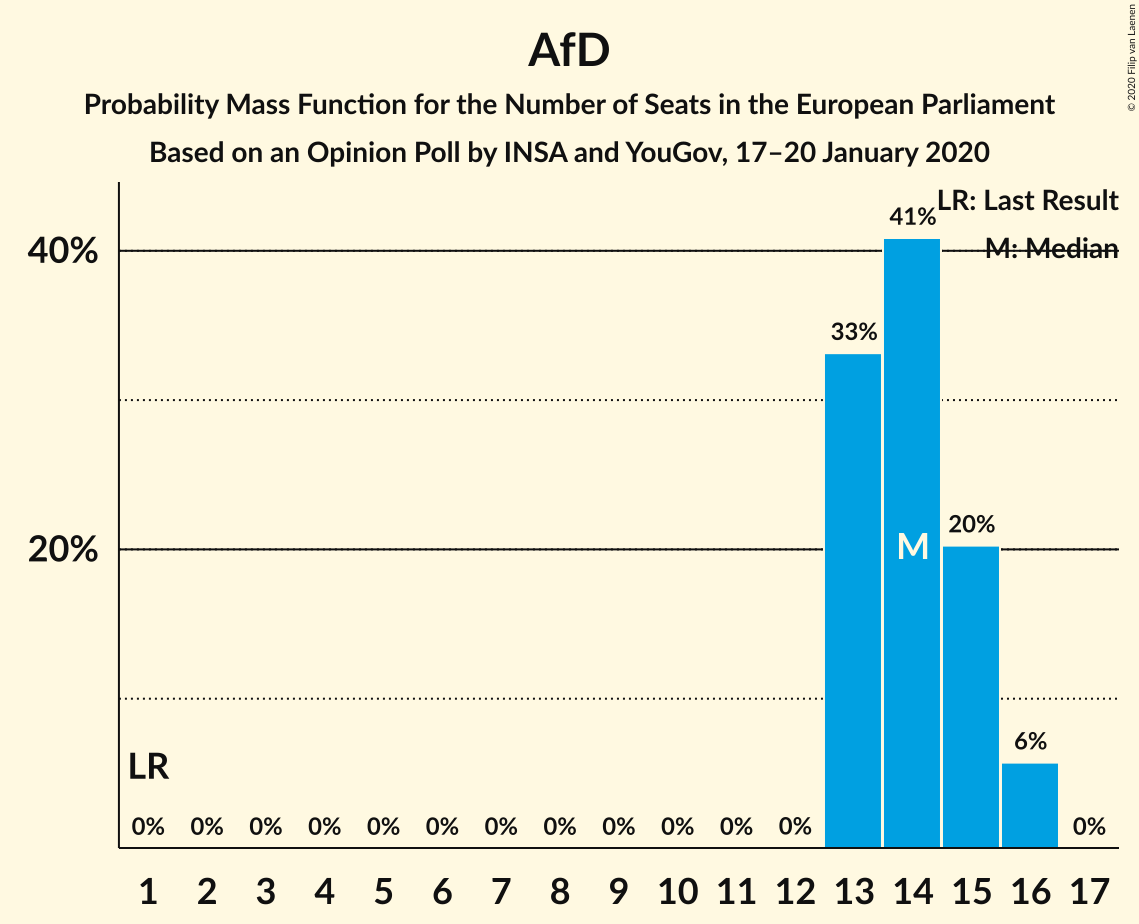 AfD
Probability Mass Function for the Number of Seats in the European Parliament
Based on an Opinion Poll by INSA and YouGov, 17–20 January 2020
© 2020 Filip van Laenen
LR: Last Result
M: Median
40%
20%
41%
33%
20%
M
6%
LR
0% 0% 0% 0% 0% 0% 0% 0% 0% 0% 0% 0% 0%
1 2 3 4 5 6 7 8 9 10 11 12 13 14 15 16 17